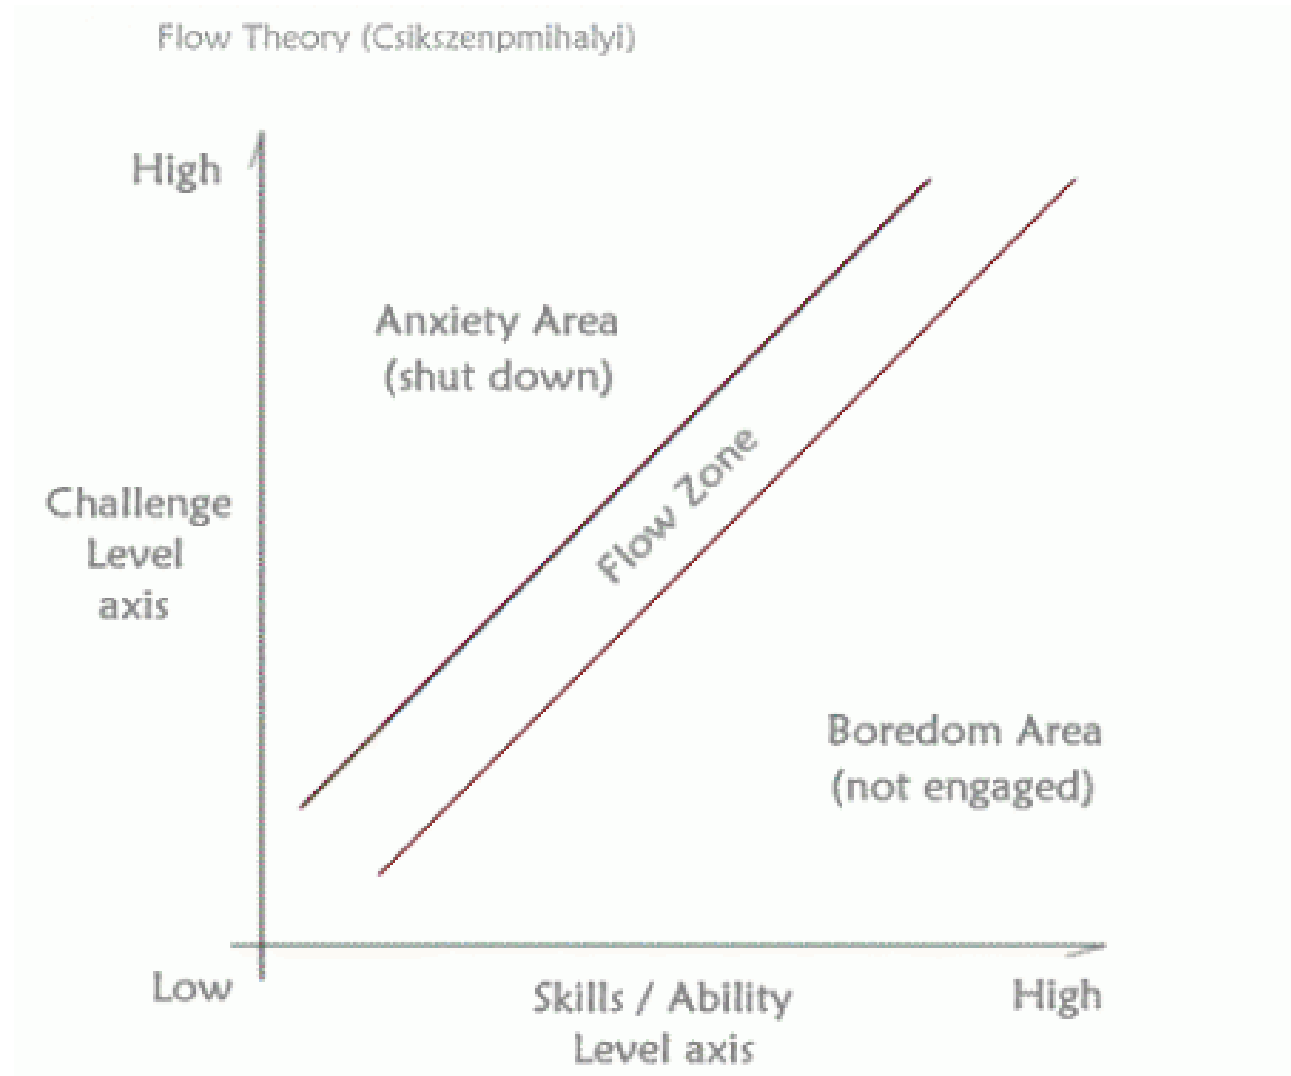 Flow Theory (Csikszenpmihalyi)
High
Anxiety Area
(shut down)
Challenge
Level
axis
Flow Zone
Boredom Area
(not engaged)
Low
Skills / Ability
Level axis
High